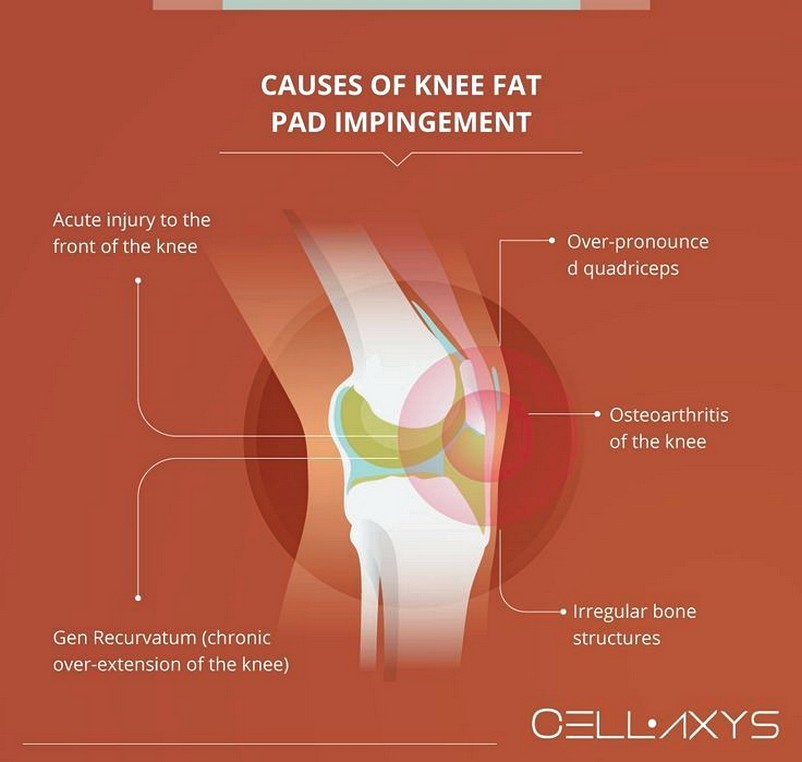 CAUSES OF KNEE FAT
PAD IMPINGEMENT
Acute injury to the
front of the knee
Over-pronounce
d quadriceps
Osteoarthritis
of the knee
Irregular bone
structures
Gen Recurvatum (chronic
over-extension of the knee)
CELL•AXYS